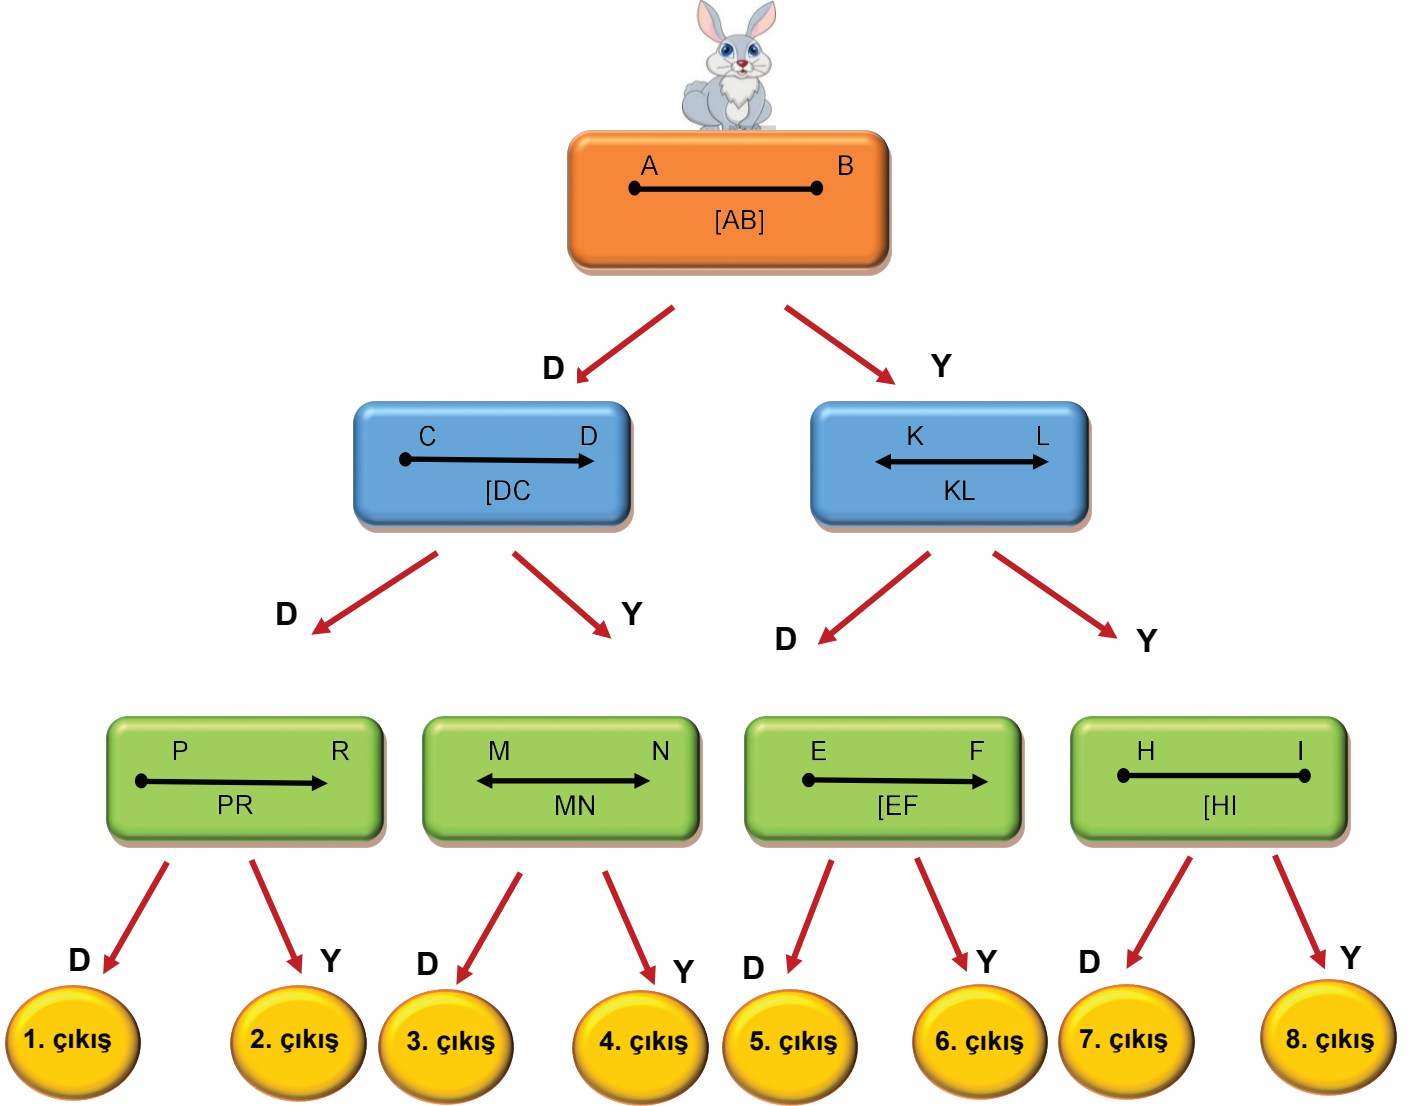 A B
[AB]
D Y
C D
[DC
K L
KL
D Y D Y
P R
PR
M N
MN
E F
[EF
H I
[HI
D Y D Y D Y D Y
1. çıkış
2. çıkış
3. çıkış
4. çıkış
5. çıkış
6. çıkış
7. çıkış
8. çıkış